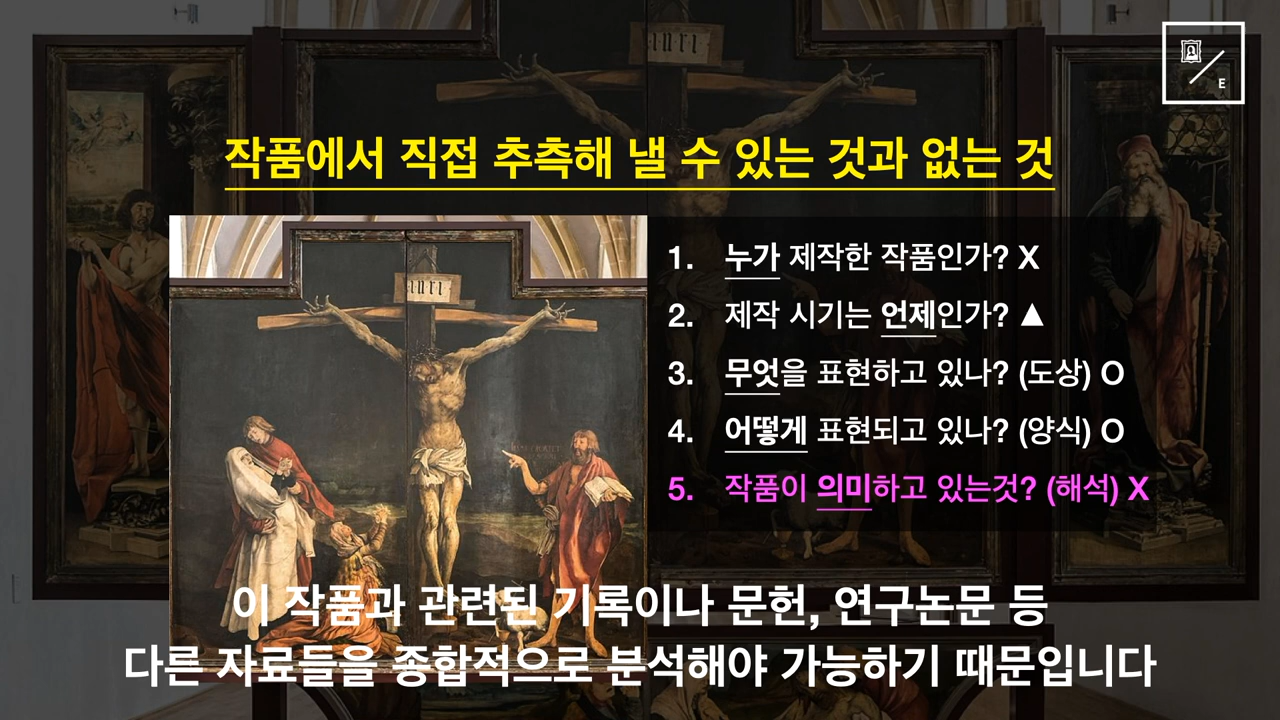 E
작품에서 직접 추측해 낼 수 있는 것과 없는 것
1. 누가 제작한 작품인가? X
2. 제작 시기는 언제인가? ▲
3. 무엇을 표현하고 있나? (도상) O
4. 어떻게 표현되고 있나? (양식) O
5. 작품이 의미하고 있는것? (해석) X
이 작품과 관련된 기록이나 문헌, 연구논문 등
다른 자료들을 종합적으로 분석해야 가능하기 때문입니다